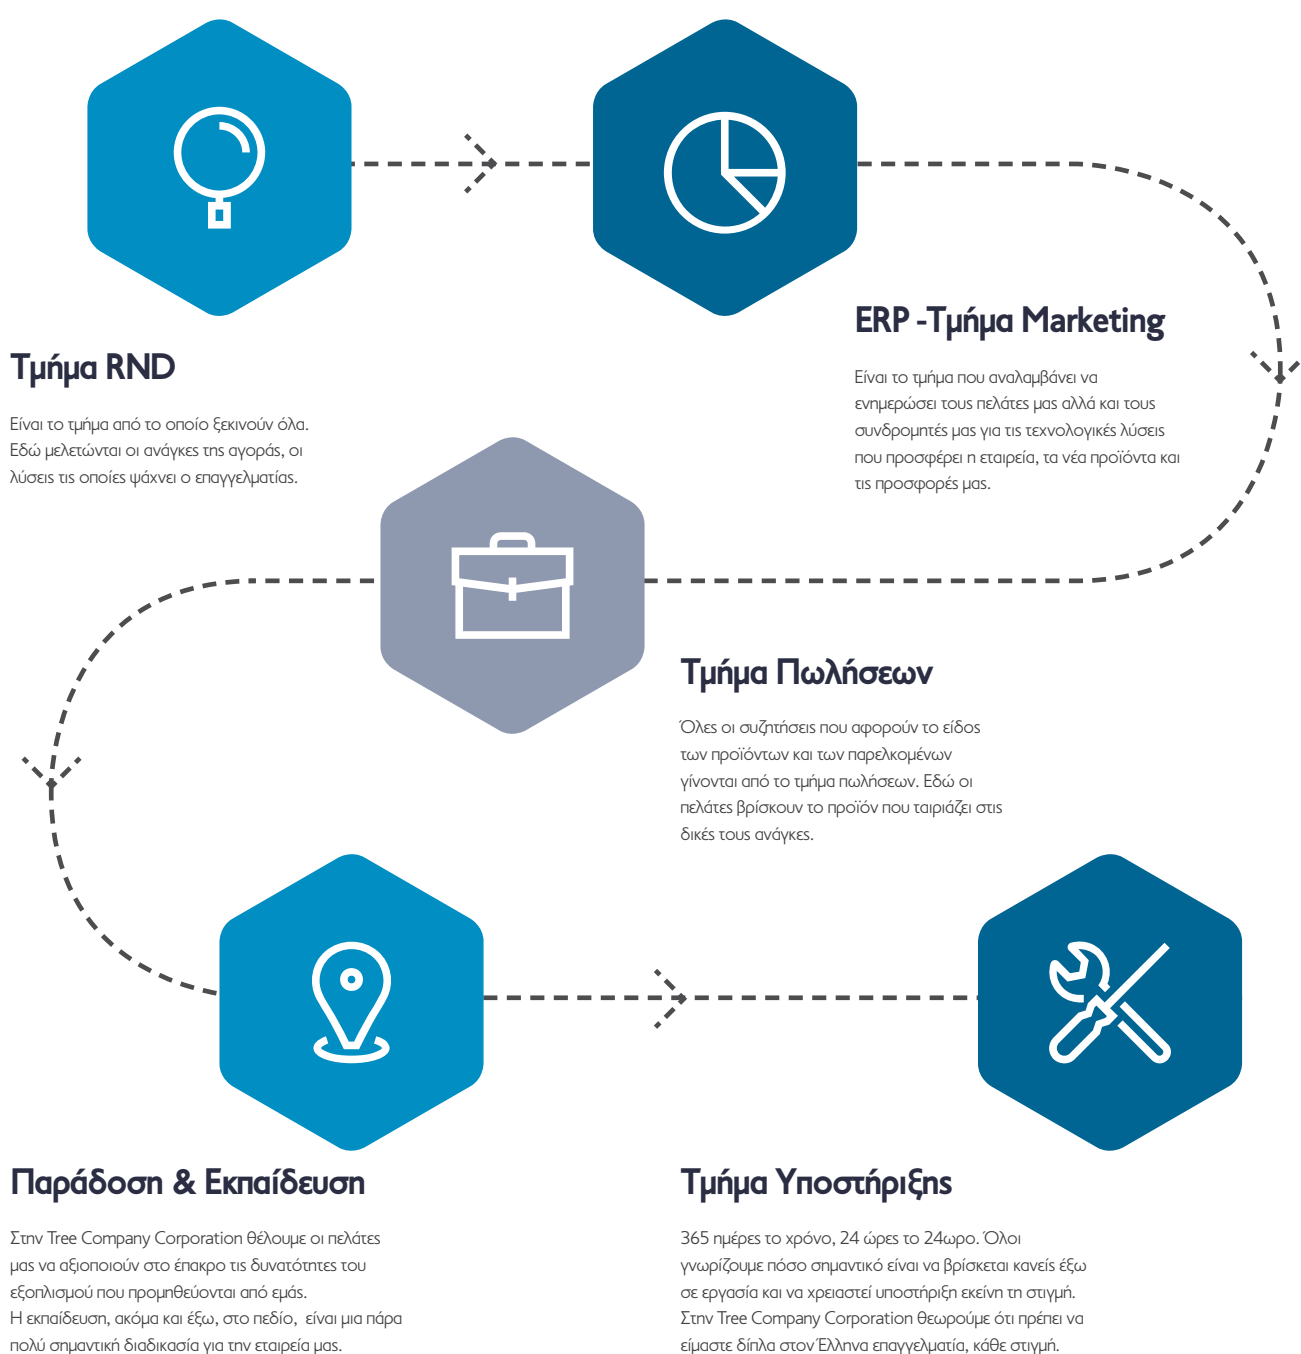 Τμήμα RND
Είναι το τμήμα από το οποίο ξεκινούν όλα.
Εδώ μελετώνται οι ανάγκες της αγοράς, οι
λύσεις τις οποίες ψάχνει ο επαγγελματίας.
ERP -Τμήμα Marketing
Είναι το τμήμα που αναλαμβάνει να
ενημερώσει τους πελάτες μας αλλά και τους
συνδρομητές μας για τις τεχνολογικές λύσεις
που προσφέρει η εταιρεία, τα νέα προϊόντα και
τις προσφορές μας.
Τμήμα Πωλήσεων
Όλες οι συζητήσεις που αφορούν το είδος
των προϊόντων και των παρελκομένων
γίνονται από το τμήμα πωλήσεων. Εδώ οι
πελάτες βρίσκουν το προϊόν που ταιριάζει στις
δικές τους ανάγκες.
Παράδοση & Εκπαίδευση
Στην Tree Company Corporation θέλουμε οι πελάτες
μας να αξιοποιούν στο έπακρο τις δυνατότητες του
εξοπλισμού που προμηθεύονται από εμάς.
Η εκπαίδευση, ακόμα και έξω, στο πεδίο, είναι μια πάρα
πολύ σημαντική διαδικασία για την εταιρεία μας.
Τμήμα Υποστήριξης
365 ημέρες το χρόνο, 24 ώρες το 24ωρο. Όλοι
γνωρίζουμε πόσο σημαντικό είναι να βρίσκεται κανείς έξω
σε εργασία και να χρειαστεί υποστήριξη εκείνη τη στιγμή.
Στην Tree Company Corporation θεωρούμε ότι πρέπει να
είμαστε δίπλα στον Έλληνα επαγγελματία, κάθε στιγμή.